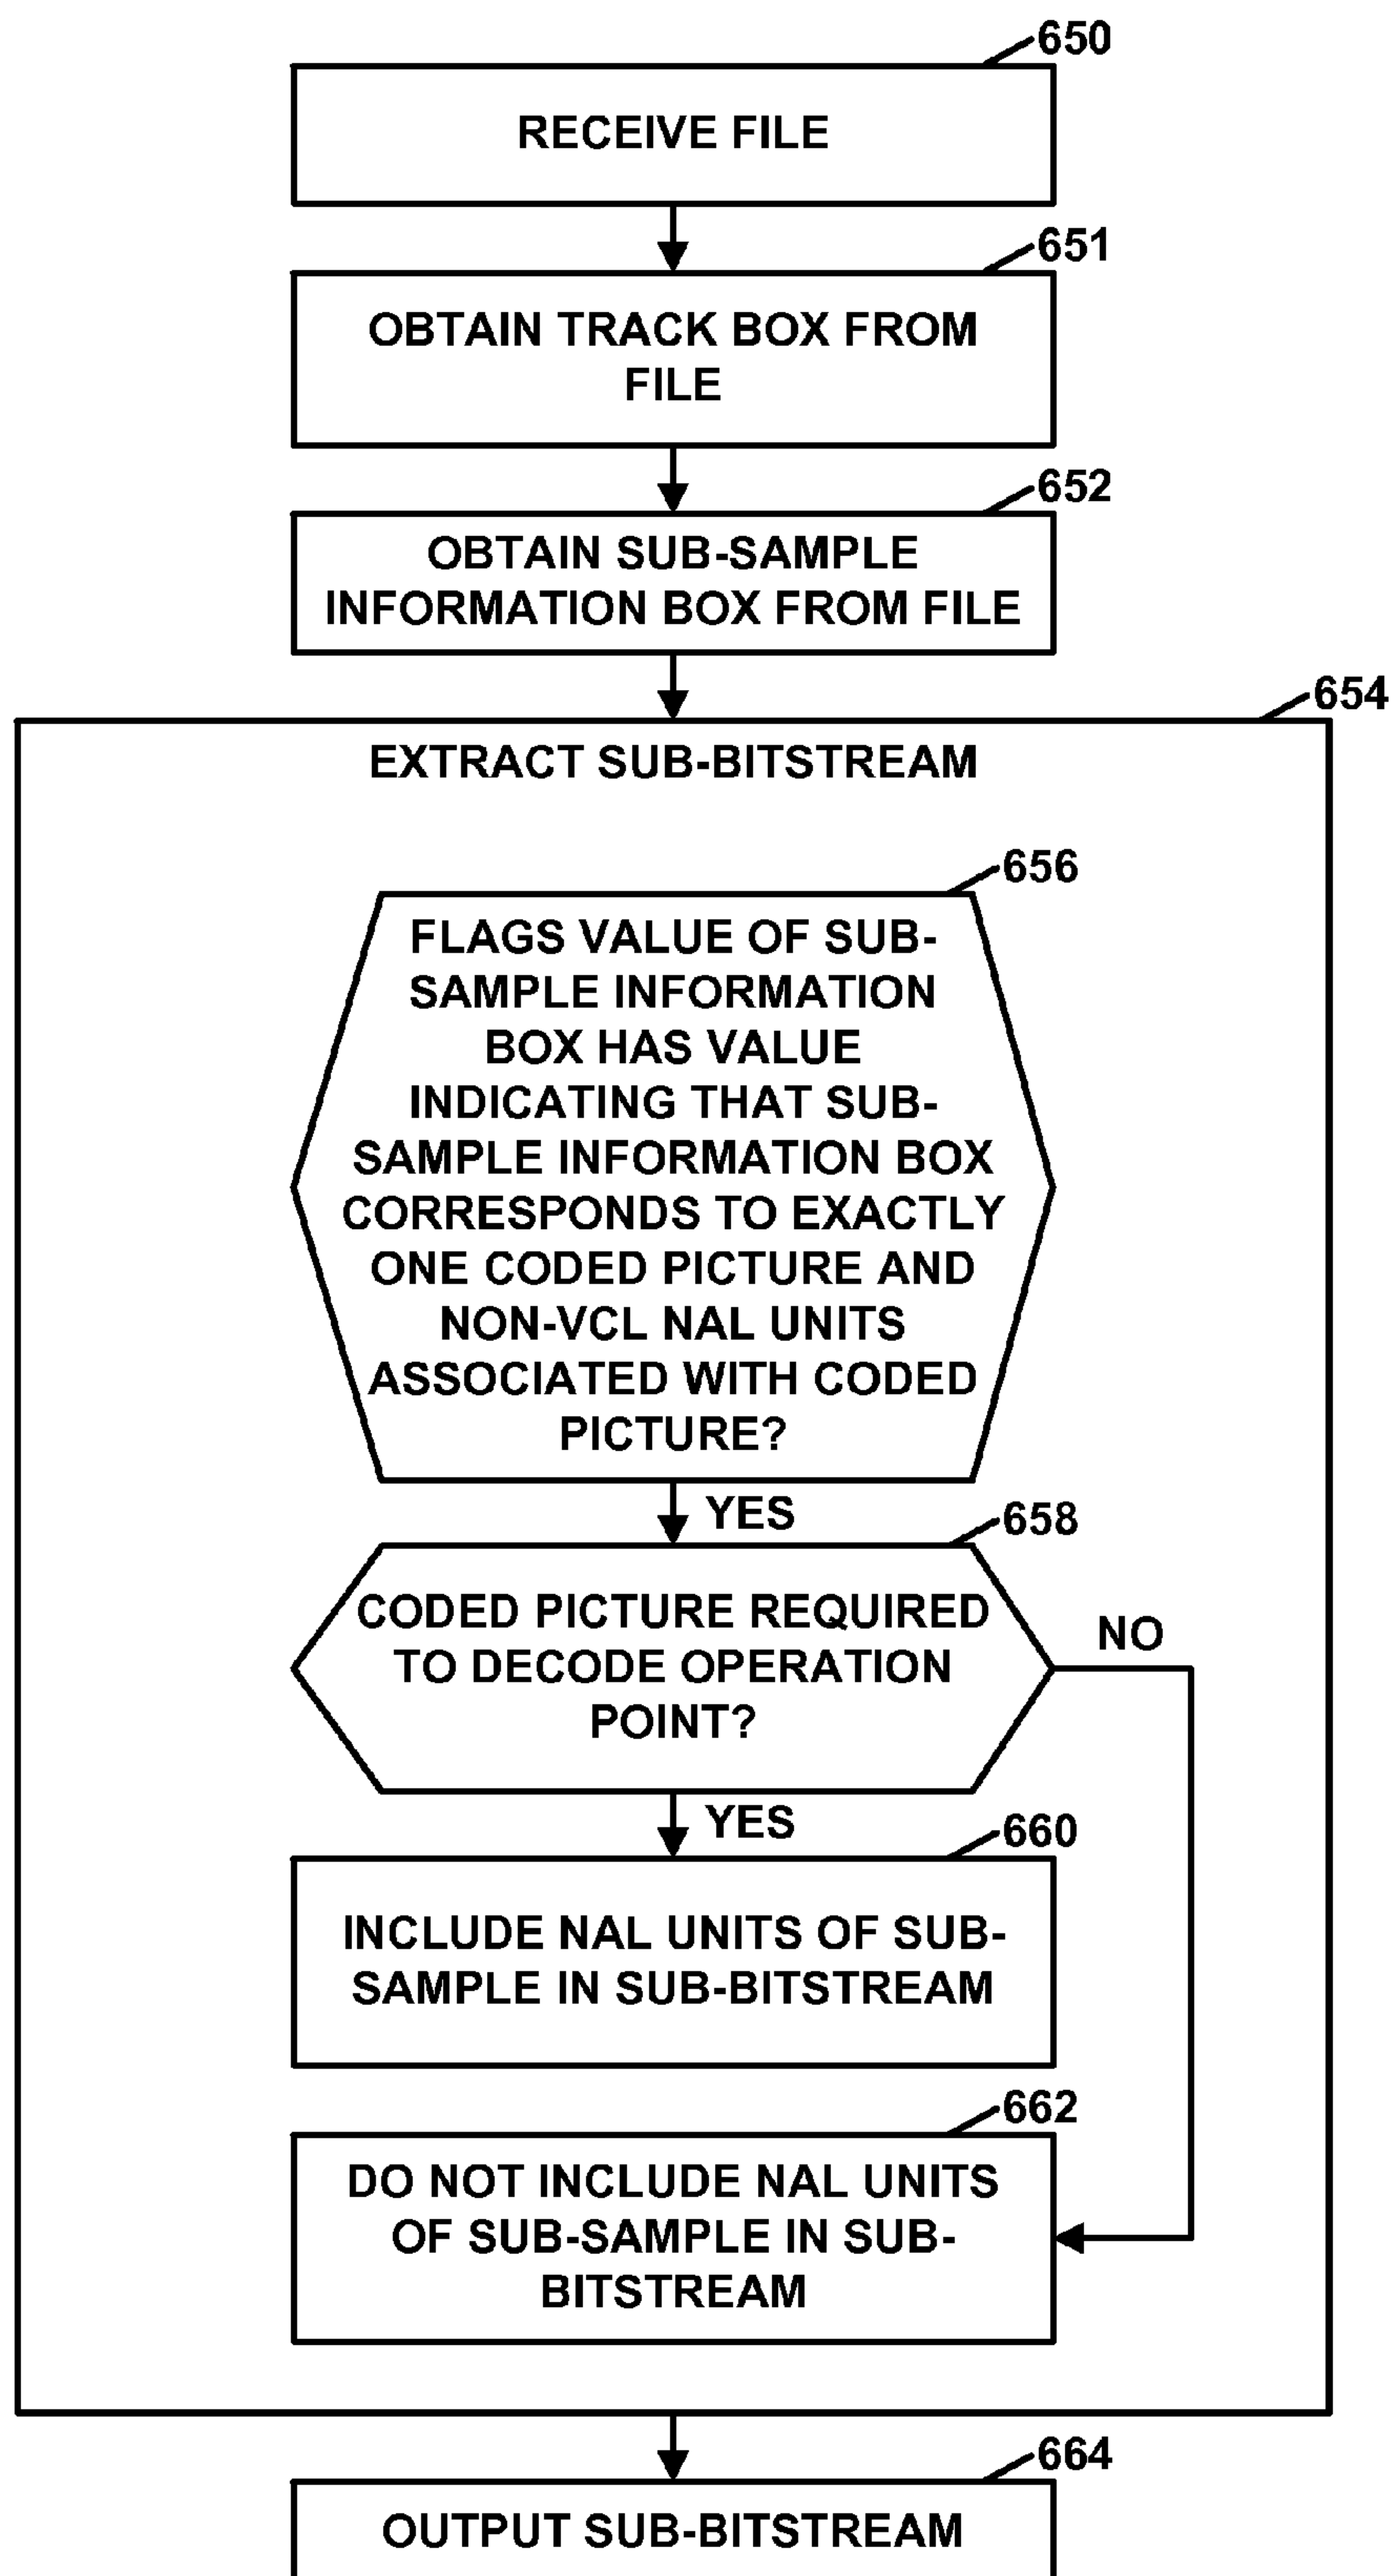 650
RECEIVE FILE
651
OBTAIN TRACK BOX FROM
FILE
652
OBTAIN SUB-SAMPLE
INFORMATION BOX FROM FILE
654
EXTRACT SUB-BITSTREAM
656
FLAGS VALUE OF SUB-
SAMPLE INFORMATION
BOX HAS VALUE
INDICATING THAT SUB-
SAMPLE INFORMATION BOX
CORRESPONDS TO EXACTLY
ONE CODED PICTURE AND
NON-VCL NAL UNITS
ASSOCIATED WITH CODED
PICTURE?
YES
658
CODED PICTURE REQUIRED
TO DECODE OPERATION
POINT?
NO
YES
660
INCLUDE NAL UNITS OF SUB-
SAMPLE IN SUB-BITSTREAM
662
DO NOT INCLUDE NAL UNITS
OF SUB-SAMPLE IN SUB-
BITSTREAM
664
OUTPUT SUB-BITSTREAM